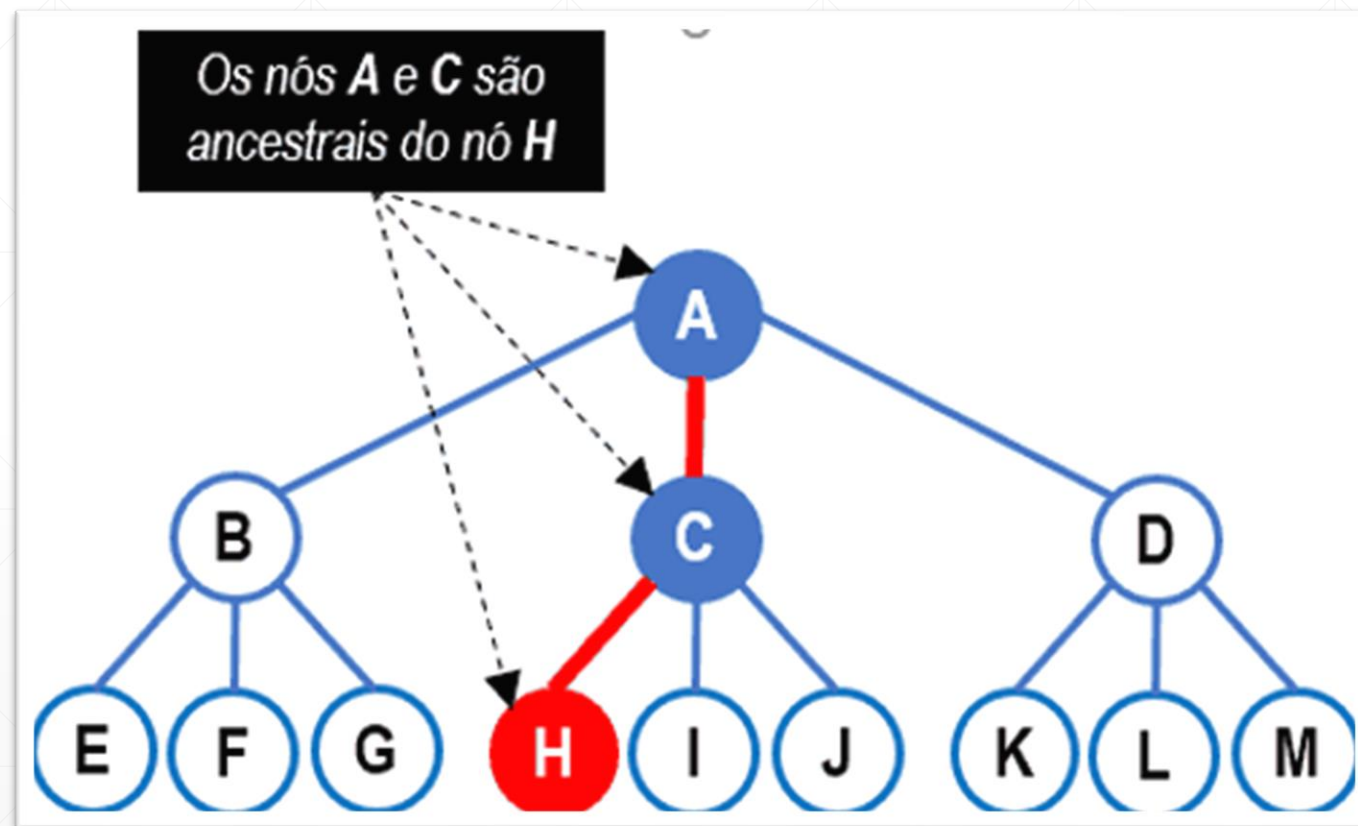 Os nós A e C são
ancestrais do nó H
A
B C D
E F G H I J K L M